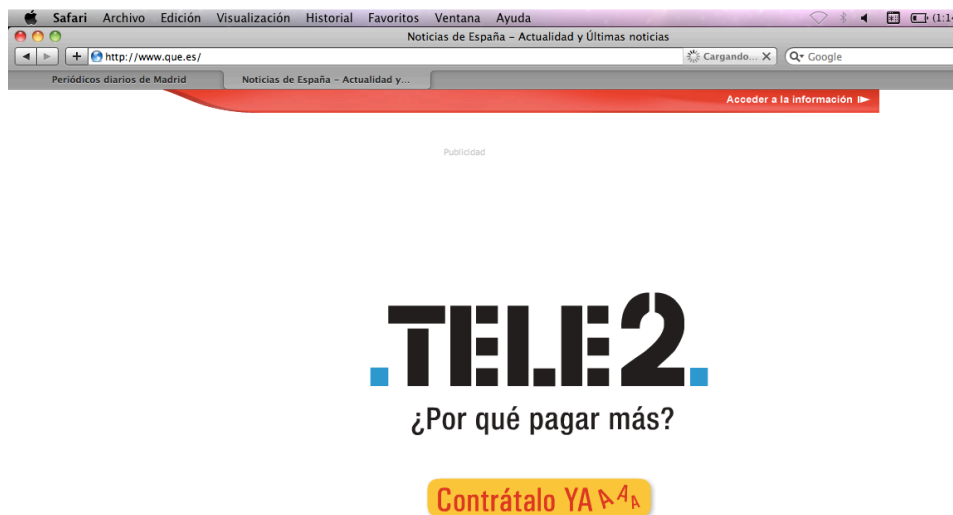 Safari Archivo Edición Visualización Historial Favoritos Ventana Ayuda
Noticias de España – Actualidad y Últimas noticias
http://www.que.es/ Cargando... X Google
Periódicos diarios de Madrid Noticias de España – Actualidad y...
Acceder a la información
Publicidad
.TELE2.
¿Por qué pagar más?
Contrátalo YA A A A